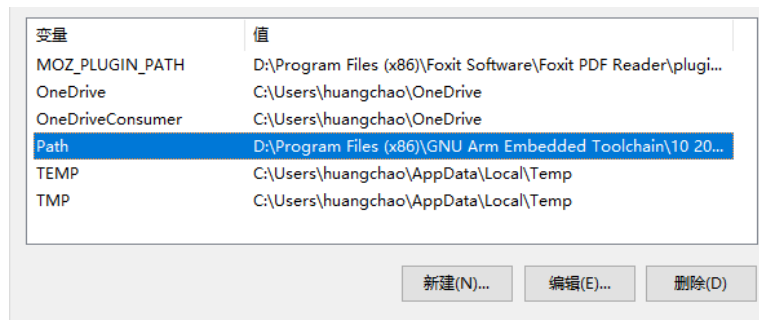 变量 值
MOZ_PLUGIN_PATH D:\Program Files (x86)\Foxit Software\Foxit PDF Reader\plugi...
OneDrive C:\Users\huangchao\OneDrive
OneDriveConsumer C:\Users\huangchao\OneDrive
Path D:\Program Files (x86)\GNU Arm Embedded Toolchain\10 20...
TEMP C:\Users\huangchao\AppData\Local\Temp
TMP C:\Users\huangchao\AppData\Local\Temp
新建(N)... 编辑(E)... 删除(D)